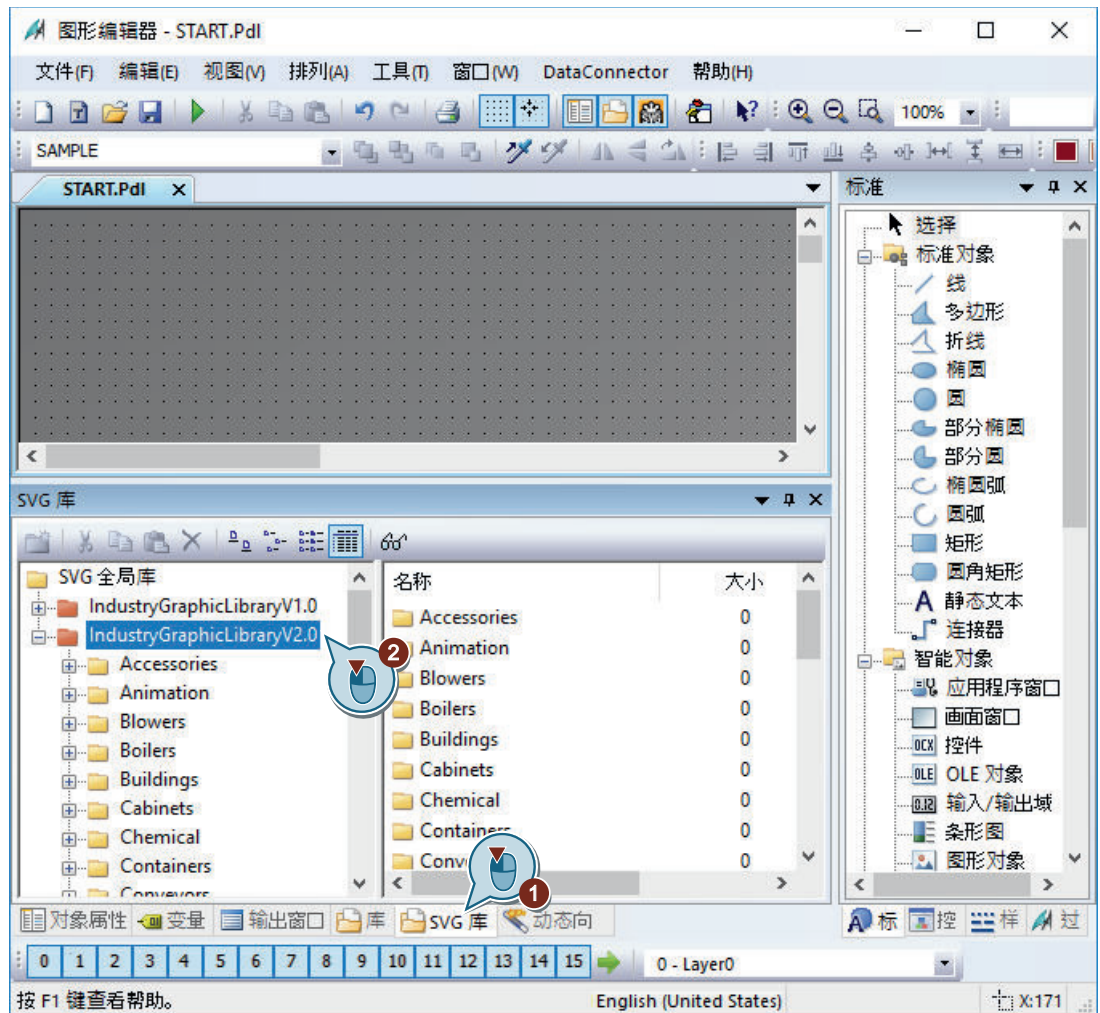 图形编辑器 - START.Pdl
文件(F) 编辑(E) 视图(V) 排列(A) 工具(T) 窗口(W) DataConnector 帮助(H)
100%
SAMPLE
START.Pdl
标准
选择
标准对象
线
多边形
折线
椭圆
圆
部分椭圆
部分圆
椭圆弧
圆弧
矩形
圆角矩形
静态文本
连接器
智能对象
应用程序窗口
画面窗口
OCX 控件
OLE OLE 对象
0.12 输入/输出域
条形图
图形对象
SVG 库
SVG 全局库
IndustryGraphicLibraryV1.0
IndustryGraphicLibraryV2.0
Accessories
Animation
Blowers
Boilers
Buildings
Cabinets
Chemical
Containers
Conveyors
名称 大小
Accessories 0
Animation 0
Blowers 0
Boilers 0
Buildings 0
Cabinets 0
Chemical 0
Containers 0
0
2
1
对象属性 变量 输出窗口 库 SVG 库 动态向
标 控 样 过
0 1 2 3 4 5 6 7 8 9 10 11 12 13 14 15 0 - Layer0
按 F1 键查看帮助。 English (United States) X:171